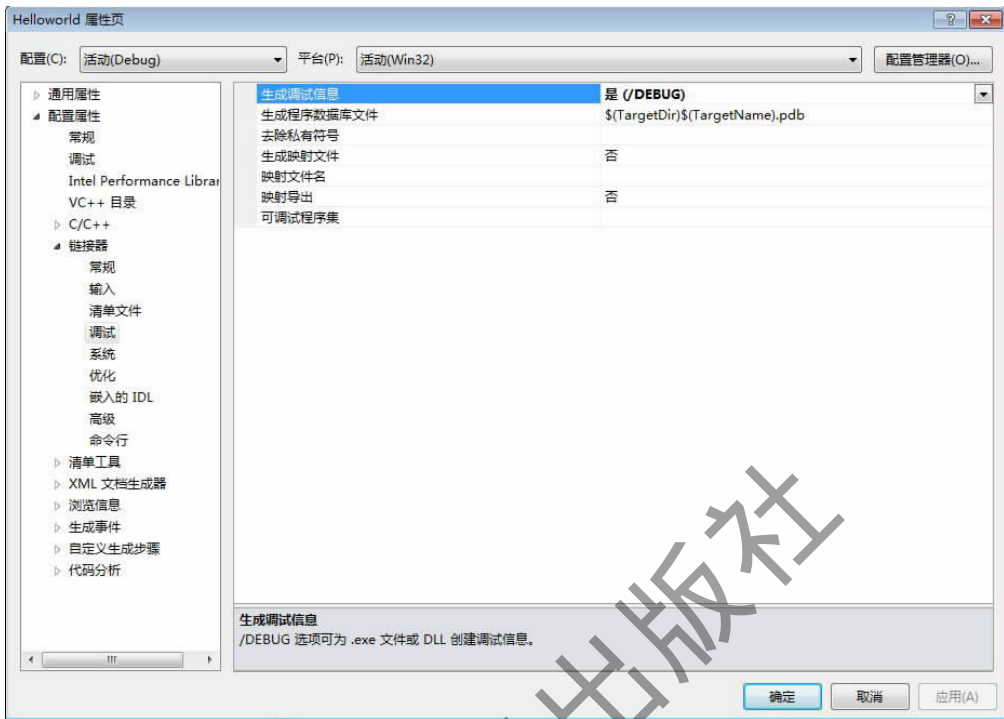 Helloworld 属性页
配置(C): 活动(Debug) 平台(P): 活动(Win32) 配置管理器(O)...
通用属性
配置属性
常规
调试
Intel Performance Librar
VC++ 目录
C/C++
链接器
常规
输入
清单文件
调试
系统
优化
嵌入的 IDL
高级
命令行
清单工具
XML 文档生成器
浏览信息
生成事件
自定义生成步骤
代码分析
生成调试信息 是 (/DEBUG)
生成程序数据库文件 $(TargetDir)$(TargetName).pdb
去除私有符号
生成映射文件 否
映射文件名
映射导出 否
可调试程序集
生成调试信息
/DEBUG 选项可为 .exe 文件或 DLL 创建调试信息。
确定 取消 应用(A)
出版社